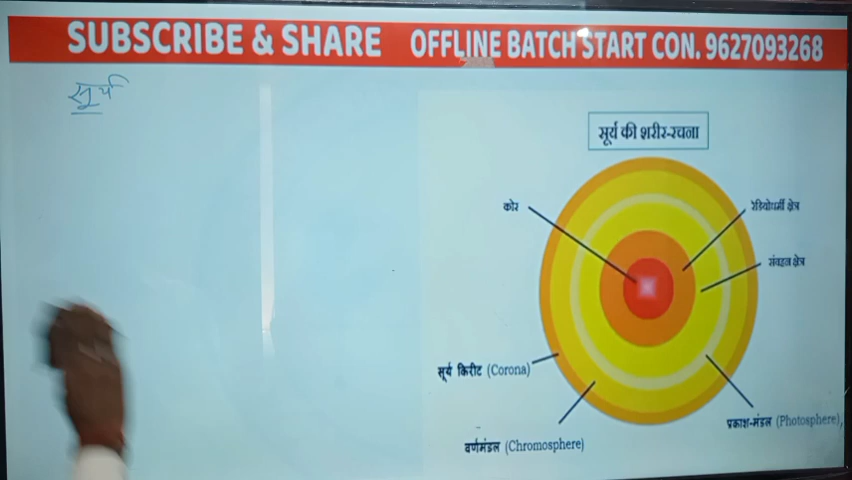 SUBSCRIBE & SHARE OFFLINE BATCH START CON. 9627093268
सूर्य
सूर्य की शरीर-रचना
कोर
रेडियोधर्मी क्षेत्र
संवहन क्षेत्र
सूर्य किरीट (Corona)
प्रकाश-मंडल (Photosphere),
वर्णमंडल (Chromosphere)